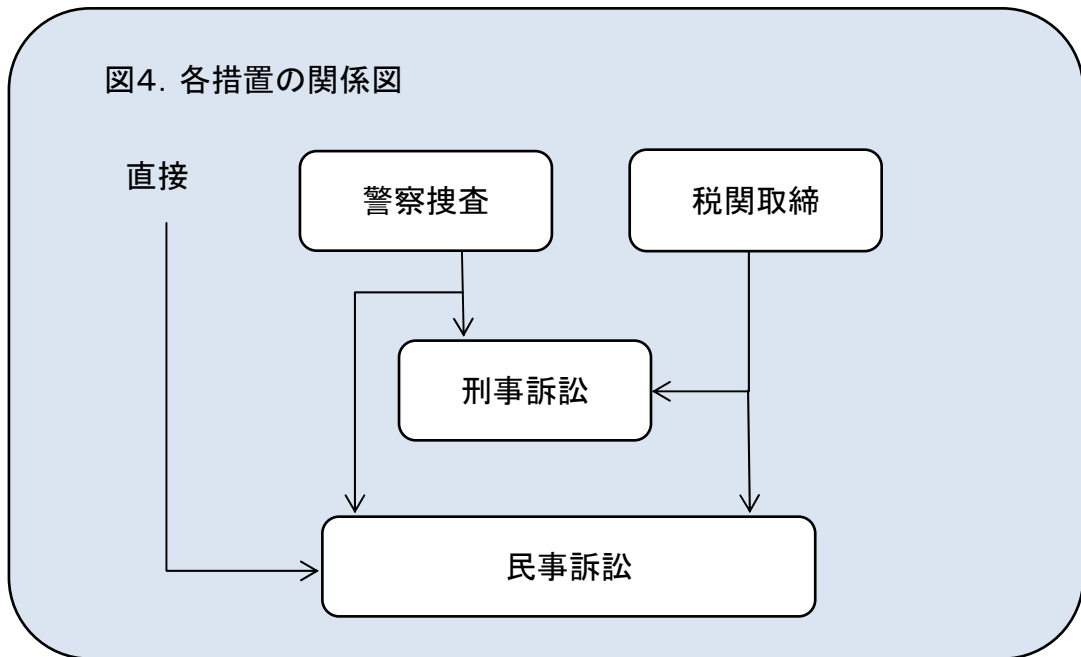 図4. 各措置の関係図
直接
警察捜査
税関取締
刑事訴訟
民事訴訟